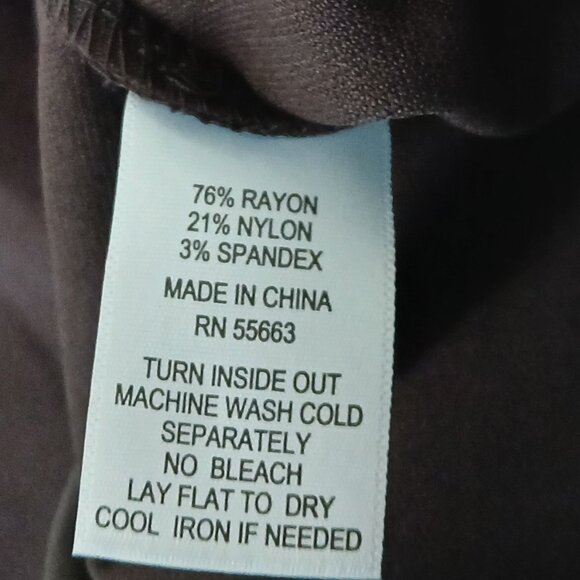 76% RAYON
21% NYLON
3% SPANDEX
MADE IN CHINA
RN 55663
TURN INSIDE OUT
MACHINE WASH COLD
SEPARATELY
NO BLEACH
LAY FLAT TO DRY
COOL IRON IF NEEDED